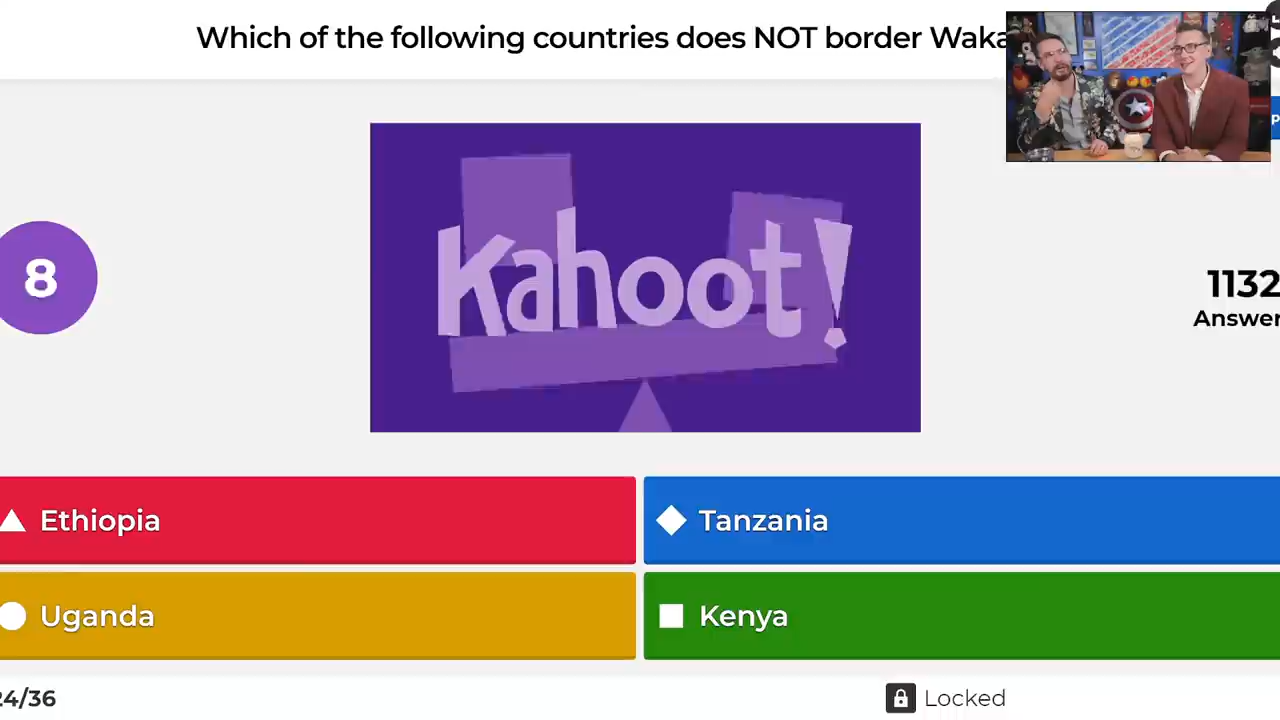 Which of the following countries does NOT border Waka
8
Kahoot!
1132
Answer
Ethiopia
Tanzania
Uganda
Kenya
24/36
Locked